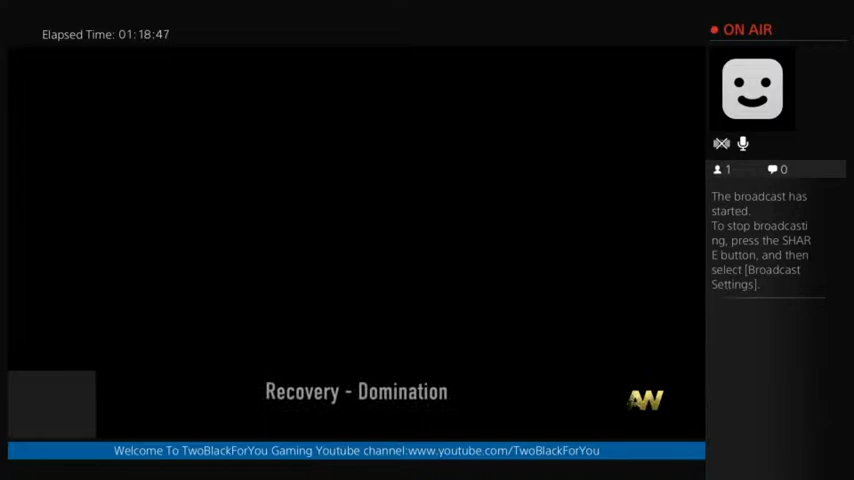 Elapsed Time: 01:18:47
ON AIR
1
0
The broadcast has
started.
To stop broadcasti
ng, press the SHAR
E button, and then
select [Broadcast
Settings].
Recovery - Domination
AW
Welcome To TwoBlackForYou Gaming Youtube channel:www.youtube.com/TwoBlackForYou